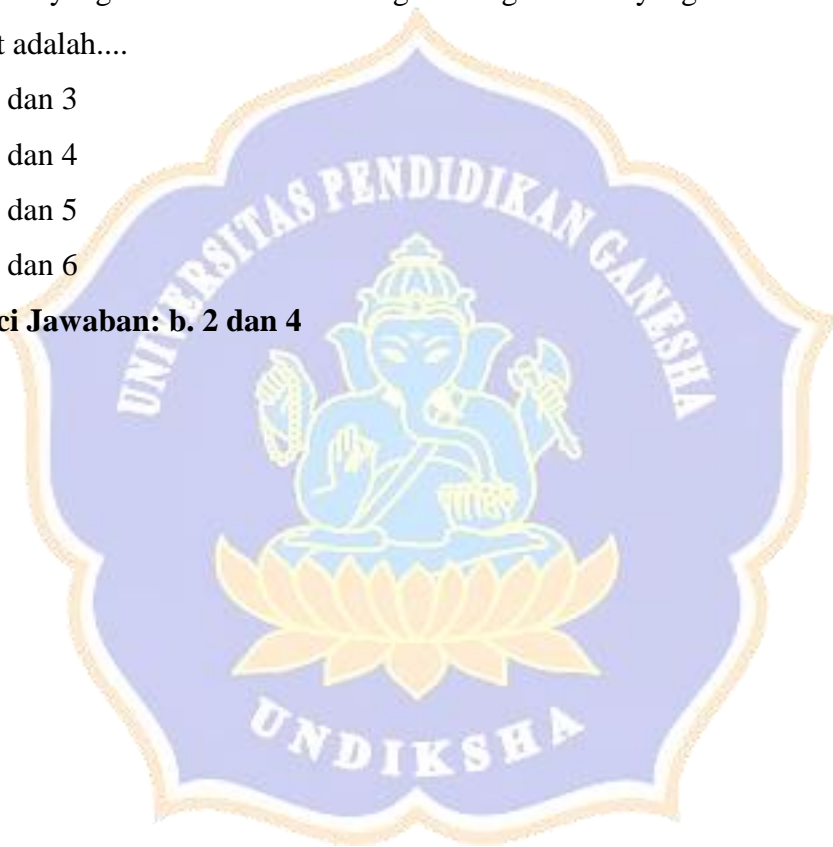 t adalah....
dan 3
dan 4
dan 5
dan 6
ci Jawaban: b. 2 dan 4
UNIVERSITAS PENDIDIKAN GANESHA
UNDIKSHA